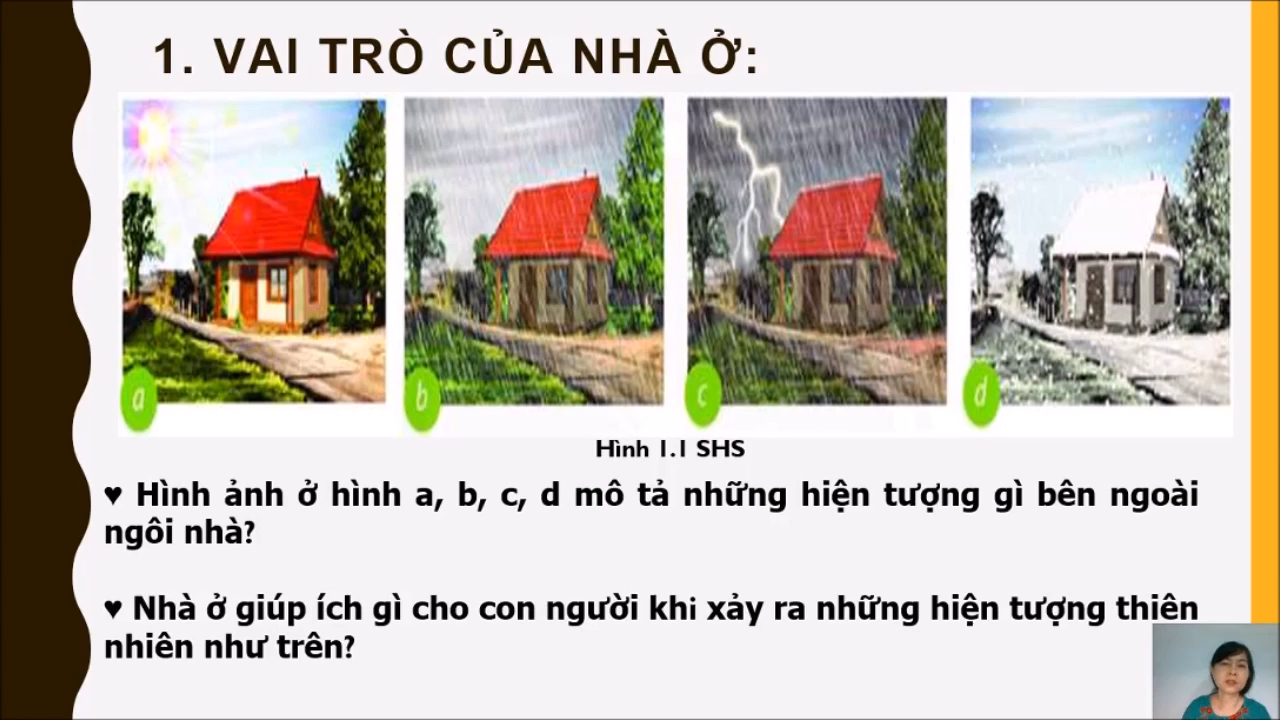 1. VAI TRÒ CỦA NHÀ Ở:
a b c d
Hình 1.1 SHS
♥ Hình ảnh ở hình a, b, c, d mô tả những hiện tượng gì bên ngoài
ngôi nhà?
♥ Nhà ở giúp ích gì cho con người khi xảy ra những hiện tượng thiên
nhiên như trên?